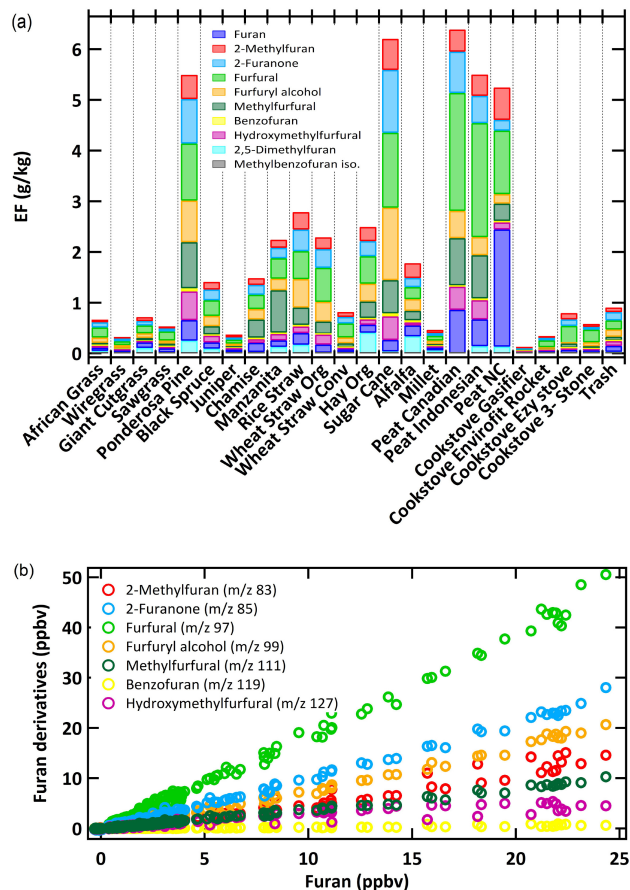 (a)
Furan
2-Methylfuran
2-Furanone
Furfural
Furfuryl alcohol
Methylfurfural
Benzofuran
Hydroxymethylfurfural
2,5-Dimethylfuran
Methylbenzofuran iso.
EF (g/kg)
6
5
4
3
2
1
0
African Grass
Wiregrass
Giant Cutgrass
Sawgrass
Ponderosa Pine
Black Spruce
Juniper
Chamise
Manzanita
Rice Straw
Wheat Straw Org
Wheat Straw Conv
Hay Org
Sugar Cane
Alfalfa
Millet
Peat Canadian
Peat Indonesian
Peat NC
Cookstove Gasifier
Cookstove Envirofit Rocket
Cookstove Ezy stove
Cookstove 3- Stone
Trash
(b)
2-Methylfuran (m/z 83)
2-Furanone (m/z 85)
Furfural (m/z 97)
Furfuryl alcohol (m/z 99)
Methylfurfural (m/z 111)
Benzofuran (m/z 119)
Hydroxymethylfurfural (m/z 127)
Furan derivatives (ppbv)
50
40
30
20
10
0
0 5 10 15 20 25
Furan (ppbv)